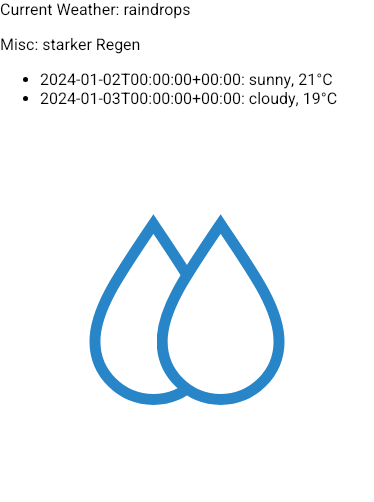 Current Weather: raindrops
Misc: starker Regen
2024-01-02T00:00:00+00:00: sunny, 21°C
2024-01-03T00:00:00+00:00: cloudy, 19°C